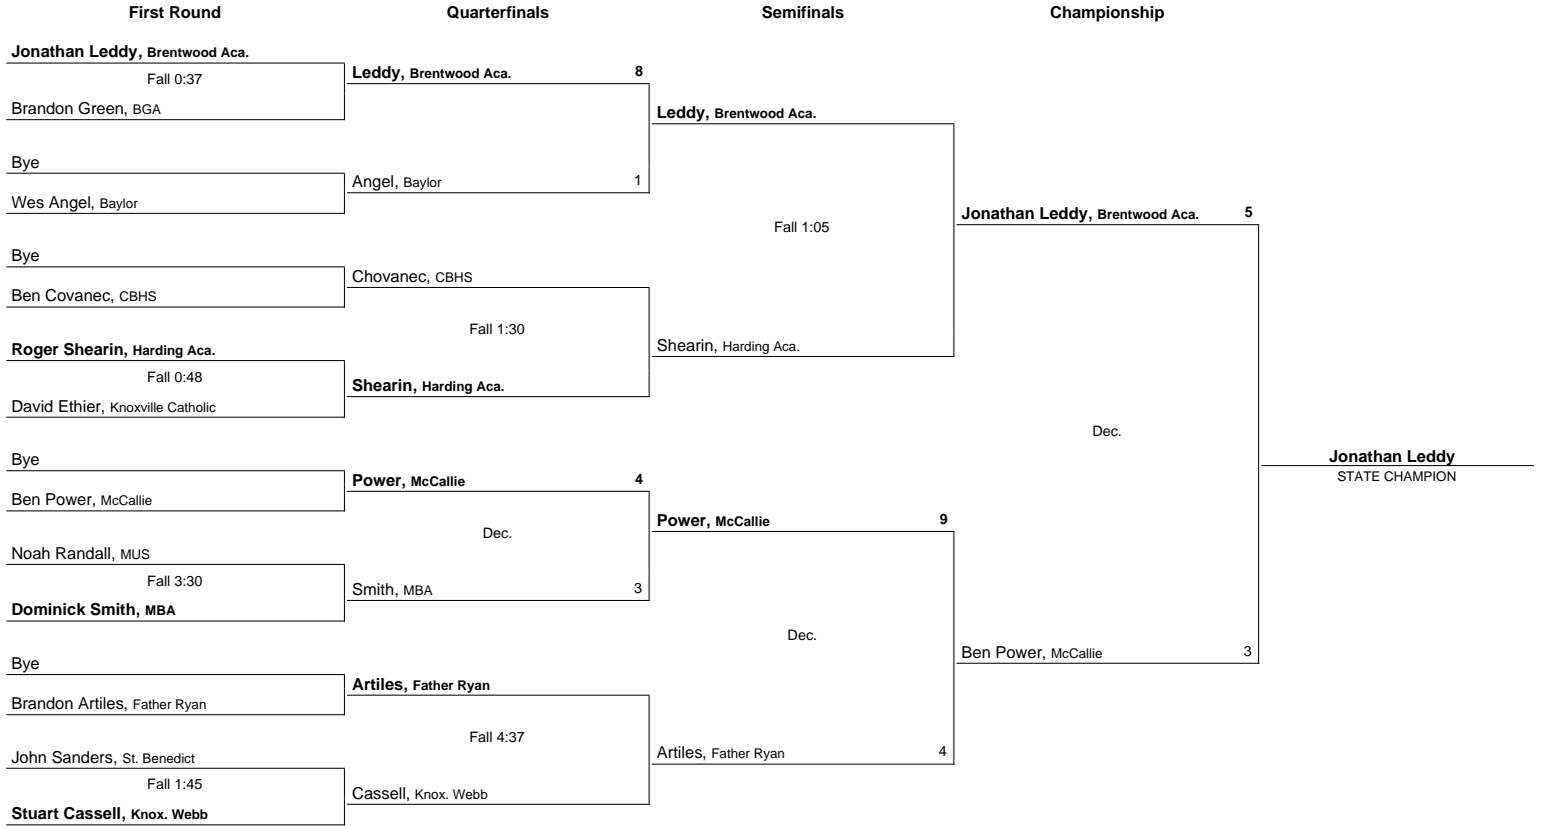 First Round
Quarterfinals
Semifinals
Championship
Jonathan Leddy, Brentwood Aca.
Fall 0:37
Brandon Green, BGA
Bye
Wes Angel, Baylor
Bye
Ben Covanec, CBHS
Roger Shearin, Harding Aca.
Fall 0:48
David Ethier, Knoxville Catholic
Bye
Ben Power, McCallie
Noah Randall, MUS
Fall 3:30
Dominick Smith, MBA
Bye
Brandon Artiles, Father Ryan
John Sanders, St. Benedict
Fall 1:45
Stuart Cassell, Knox. Webb
Leddy, Brentwood Aca. 8
Angel, Baylor 1
Chovanec, CBHS
Fall 1:30
Shearin, Harding Aca.
Power, McCallie 4
Dec.
Smith, MBA 3
Artiles, Father Ryan
Fall 4:37
Cassell, Knox. Webb
Leddy, Brentwood Aca.
Fall 1:05
Shearin, Harding Aca.
Power, McCallie 9
Dec.
Artiles, Father Ryan 4
Jonathan Leddy, Brentwood Aca. 5
Dec.
Ben Power, McCallie 3
Jonathan Leddy
STATE CHAMPION